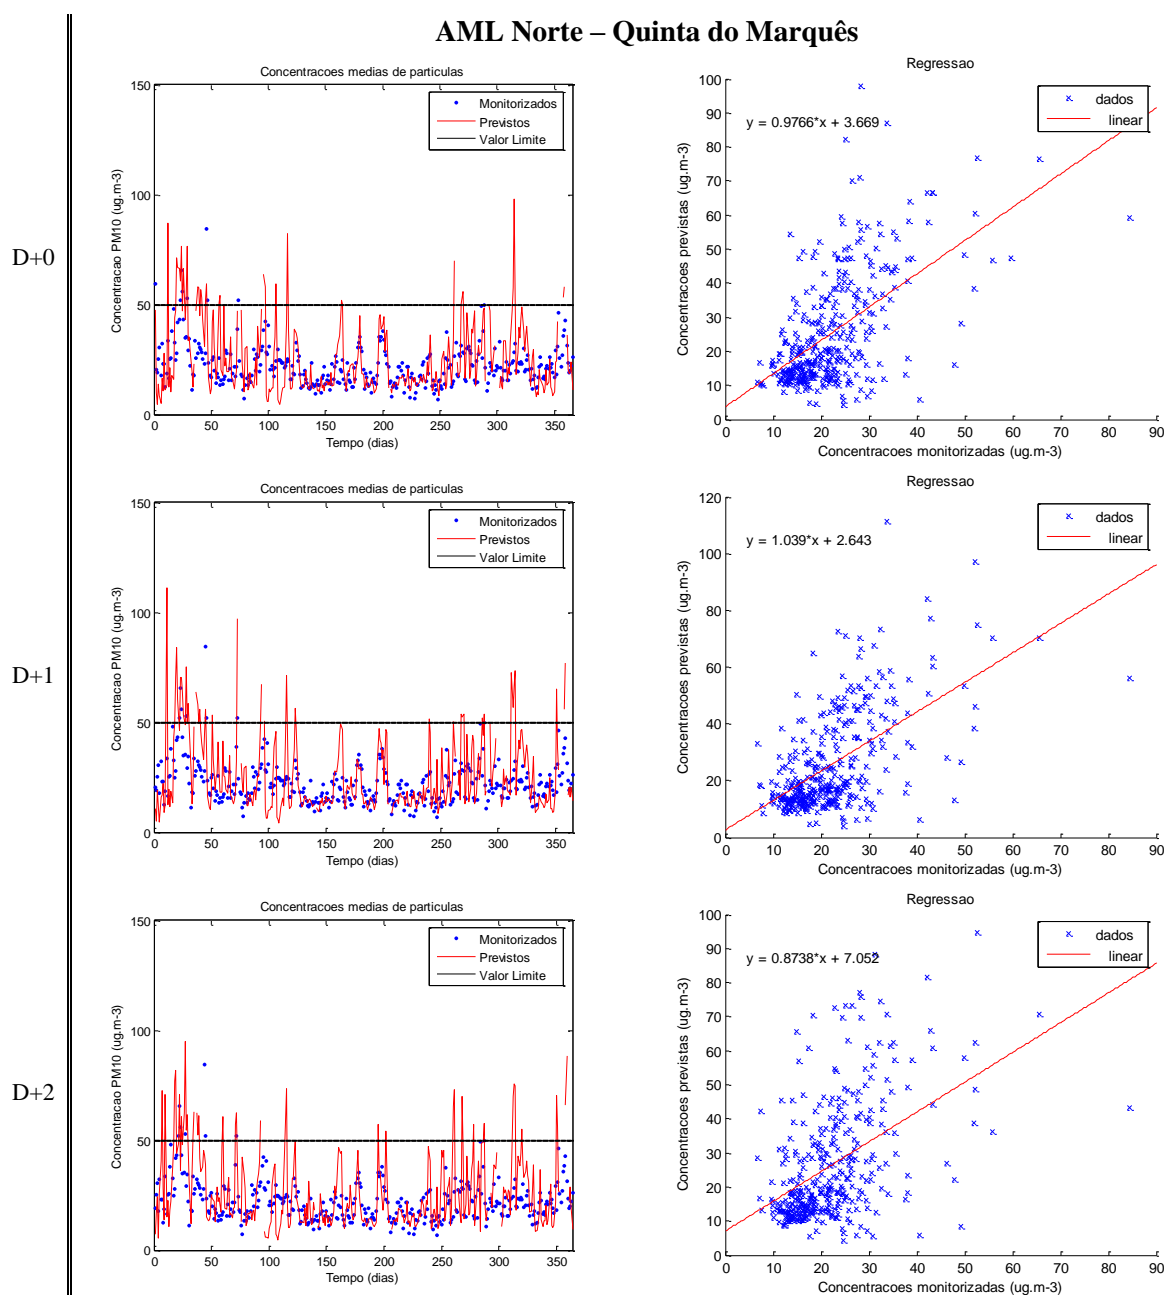 AML Norte – Quinta do Marquês
D+0
Concentracoes medias de particulas
Concentracao PM10 (ug.m-3)
150
100
50
0
0 50 100 150 200 250 300 350
Tempo (dias)
Monitorizados
Previstos
Valor Limite
Regressao
Concentracoes previstas (ug.m-3)
100
90
80
70
60
50
40
30
20
10
0
0 10 20 30 40 50 60 70 80 90
Concentracoes monitorizadas (ug.m-3)
y = 0.9766*x + 3.669
dados
linear
D+1
Concentracoes medias de particulas
Concentracao PM10 (ug.m-3)
150
100
50
0
0 50 100 150 200 250 300 350
Tempo (dias)
Monitorizados
Previstos
Valor Limite
Regressao
Concentracoes previstas (ug.m-3)
120
100
80
60
40
20
0
0 10 20 30 40 50 60 70 80 90
Concentracoes monitorizadas (ug.m-3)
y = 1.039*x + 2.643
dados
linear
D+2
Concentracoes medias de particulas
Concentracao PM10 (ug.m-3)
150
100
50
0
0 50 100 150 200 250 300 350
Tempo (dias)
Monitorizados
Previstos
Valor Limite
Regressao
Concentracoes previstas (ug.m-3)
100
90
80
70
60
50
40
30
20
10
0
0 10 20 30 40 50 60 70 80 90
Concentracoes monitorizadas (ug.m-3)
y = 0.8738*x + 7.052
dados
linear